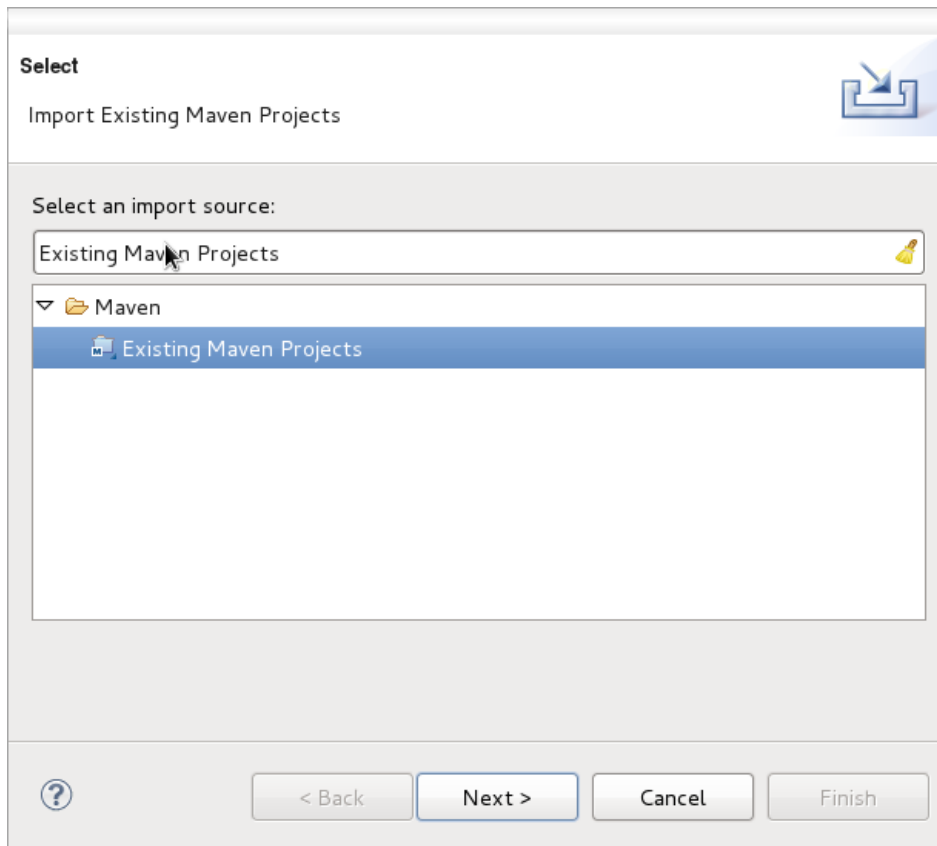 Select
Import Existing Maven Projects
Select an import source:
Existing Maven Projects
Maven
Existing Maven Projects
< Back
Next >
Cancel
Finish